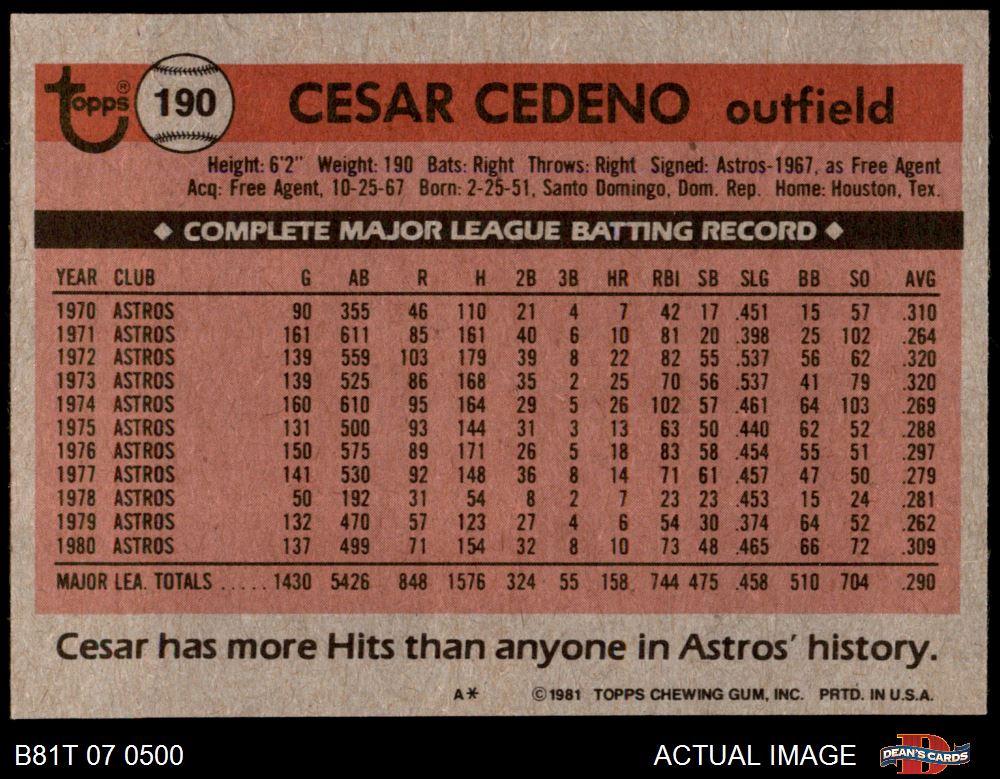 Topps® 190 CESAR CEDENO outfield
Height: 6'2" Weight: 190 Bats: Right Throws: Right Signed: Astros-1967, as Free Agent
Acq: Free Agent, 10-25-67 Born: 2-25-51, Santo Domingo, Dom. Rep. Home: Houston, Tex.
◆ COMPLETE MAJOR LEAGUE BATTING RECORD ◆
YEAR CLUB G AB R H 2B 3B HR RBI SB SLG BB SO AVG
1970 ASTROS 90 355 46 110 21 4 7 42 17 .451 15 57 .310
1971 ASTROS 161 611 85 161 40 6 10 81 20 .398 25 102 .264
1972 ASTROS 139 559 103 179 39 8 22 82 55 .537 56 62 .320
1973 ASTROS 139 525 86 168 35 2 25 70 56 .537 41 79 .320
1974 ASTROS 160 610 95 164 29 5 26 102 57 .461 64 103 .269
1975 ASTROS 131 500 93 144 31 3 13 63 50 .440 62 52 .288
1976 ASTROS 150 575 89 171 26 5 18 83 58 .454 55 51 .297
1977 ASTROS 141 530 92 148 36 8 14 71 61 .457 47 50 .279
1978 ASTROS 50 192 31 54 8 2 7 23 23 .453 15 24 .281
1979 ASTROS 132 470 57 123 27 4 6 54 30 .374 64 52 .262
1980 ASTROS 137 499 71 154 32 8 10 73 48 .465 66 72 .309
MAJOR LEA. TOTALS ..... 1430 5426 848 1576 324 55 158 744 475 .458 510 704 .290
Cesar has more Hits than anyone in Astros' history.
A* ©1981 TOPPS CHEWING GUM, INC. PRTD. IN U.S.A.
B81T 07 0500 ACTUAL IMAGE DEAN'S CARDS